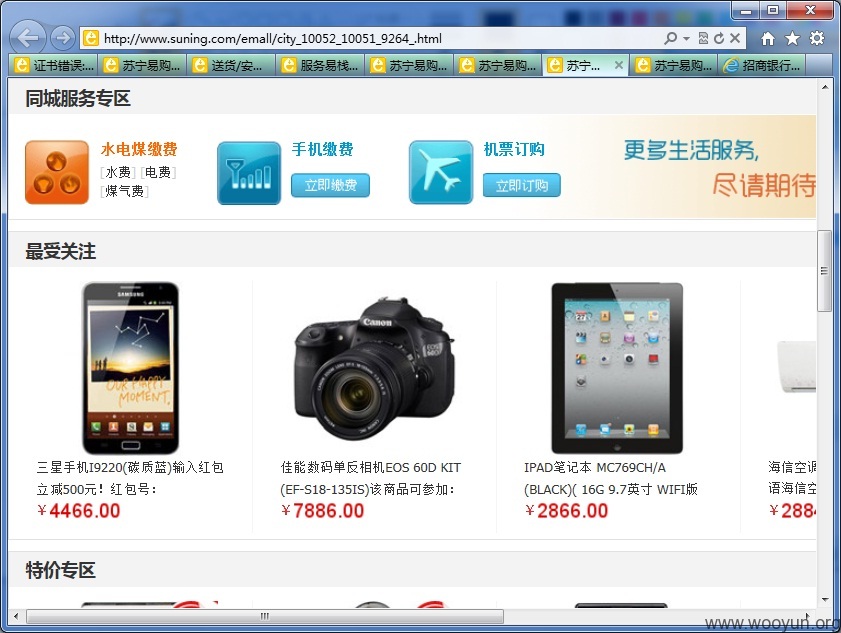 http://www.suning.com/emall/city_10052_10051_9264_.html
证书错误:...
苏宁易购...
送货/安...
服务易栈...
苏宁易购...
苏宁易购...
苏宁...
苏宁易购...
招商银行...
同城服务专区
水电煤缴费
[水费] [电费]
[煤气费]
手机缴费
立即缴费
机票订购
立即订购
更多生活服务,
尽请期待
最受关注
SAMSUNG
OUR HAPPY
MOMENT.
Canon
EOS
60D
三星手机I9220(碳质蓝)输入红包
立减500元！红包号：
¥4466.00
佳能数码单反相机EOS 60D KIT
(EF-S18-135IS)该商品可参加：
¥7886.00
IPAD笔记本 MC769CH/A
(BLACK)( 16G 9.7英寸 WIFI版
¥2866.00
海信空调
语海信空
¥2884
特价专区
www.wooyun.org